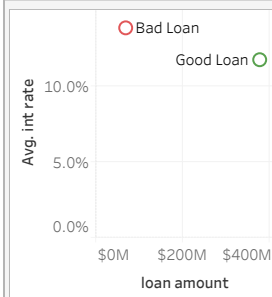 Bad Loan
Good Loan
Avg. int rate
10.0%
5.0%
0.0%
$0M $200M $400M
loan amount